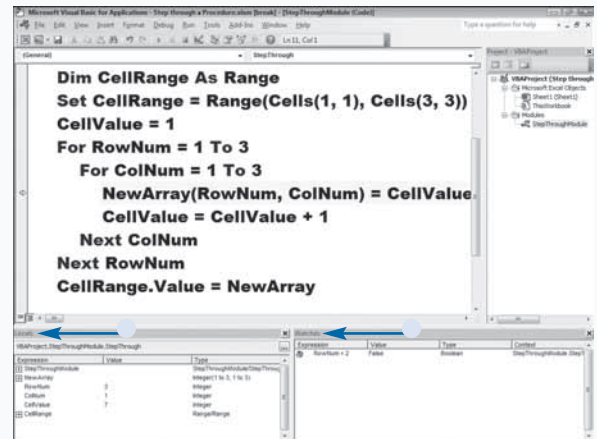 Microsoft Visual Basic for Applications - Step through a Procedure.xlsm [break] - [StepThroughModule (Code)]
File Edit View Insert Format Debug Run Tools Add-Ins Window Help
Type a question for help
Ln 11, Col 1
(General)
StepThrough
Project - VBAProject
VBAProject (Step through
Microsoft Excel Objects
Sheet1 (Sheet1)
ThisWorkbook
Modules
StepThroughModule
Dim CellRange As Range
Set CellRange = Range(Cells(1, 1), Cells(3, 3))
CellValue = 1
For RowNum = 1 To 3
For ColNum = 1 To 3
NewArray(RowNum, ColNum) = CellValue
CellValue = CellValue + 1
Next ColNum
Next RowNum
CellRange.Value = NewArray
Locals
VBAProject.StepThroughModule.StepThrough
Expression Value Type
StepThroughModule StepThroughModule/StepThroug
NewArray Integer(1 to 3, 1 to 3)
RowNum 3 Integer
ColNum 1 Integer
CellValue 7 Integer
CellRange Range/Range
Watches
Expression Value Type Context
RowNum = 2 False Boolean StepThroughModule.StepT